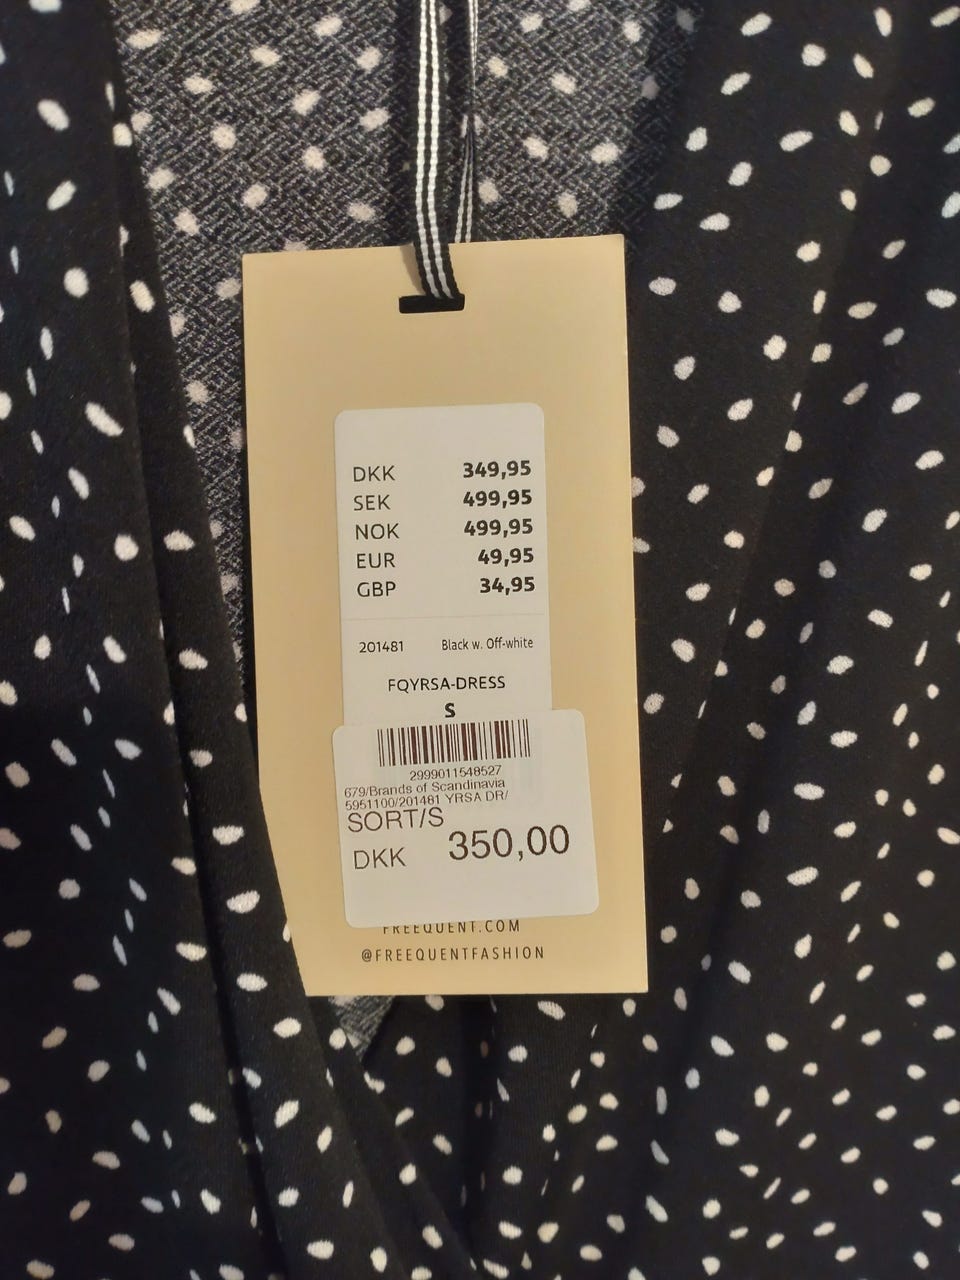 DKK 349,95
SEK 499,95
NOK 499,95
EUR 49,95
GBP 34,95
201481 Black w. Off-white
FQYRSA-DRESS
S
2999011548527
679/Brands of Scandinavia
5951100/201481 YRSA DR/
SORT/S
DKK 350,00
FREEQUENT.COM
@FREEQUENTFASHION